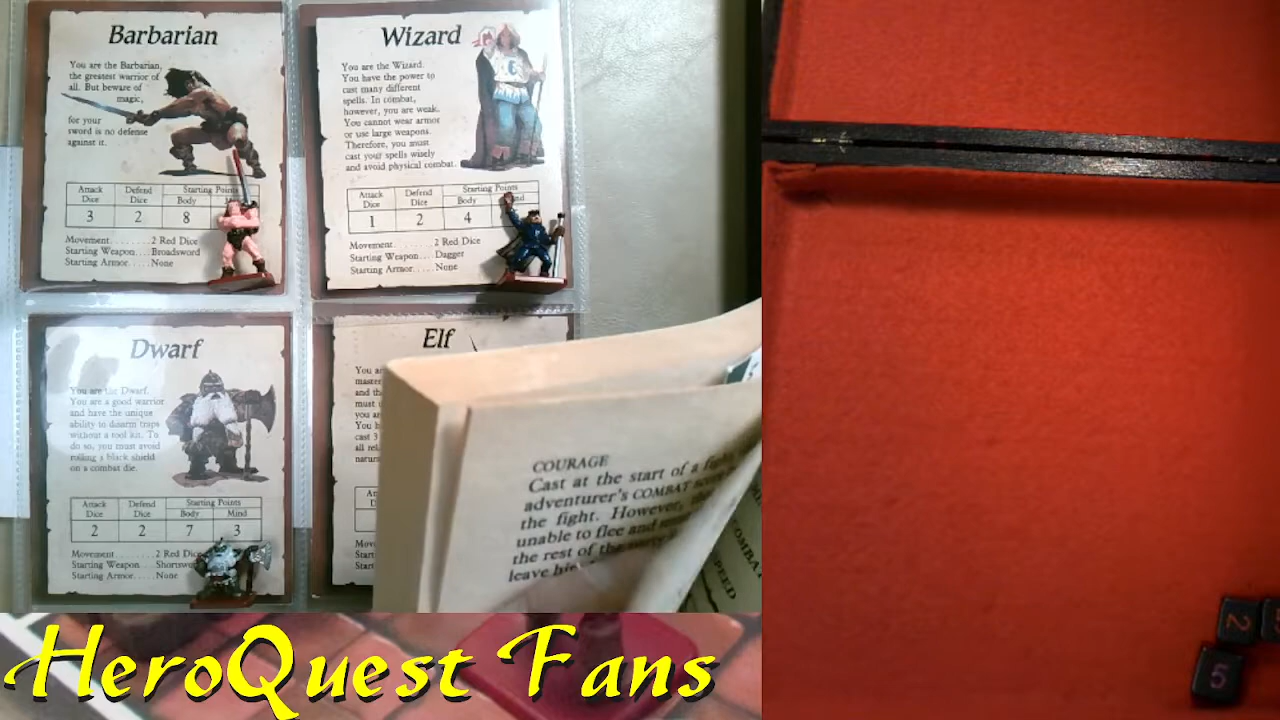 Barbarian
You are the Barbarian,
the greatest warrior of
all. But beware of
magic,
for your
sword is no defense
against it.
Attack Dice Defend Dice Starting Points
Body
3 2 8
Movement........2 Red Dice
Starting Weapon....Broadsword
Starting Armor.....None
Wizard
You are the Wizard.
You have the power to
cast many different
spells. In combat,
however, you are weak.
You cannot wear armor
or use large weapons.
Therefore, you must
cast your spells wisely
and avoid physical combat.
Attack Dice Defend Dice Starting Points
Body
1 2 4
Movement........2 Red Dice
Starting Weapon....Dagger
Starting Armor.....None
Dwarf
You are the Dwarf.
You are a good warrior
and have the unique
ability to disarm traps
without a tool kit. To
do so, you must avoid
rolling a black shield
on a combat die.
Attack Dice Defend Dice Starting Points
Body Mind
2 2 7 3
Movement........2 Red Dice
Starting Weapon....
Starting Armor.....None
Elf
COURAGE
Cast at the start of a
adventurer's COMBAT
the fight. However,
unable to flee and
the rest of the
leave
HeroQuest Fans
2
5